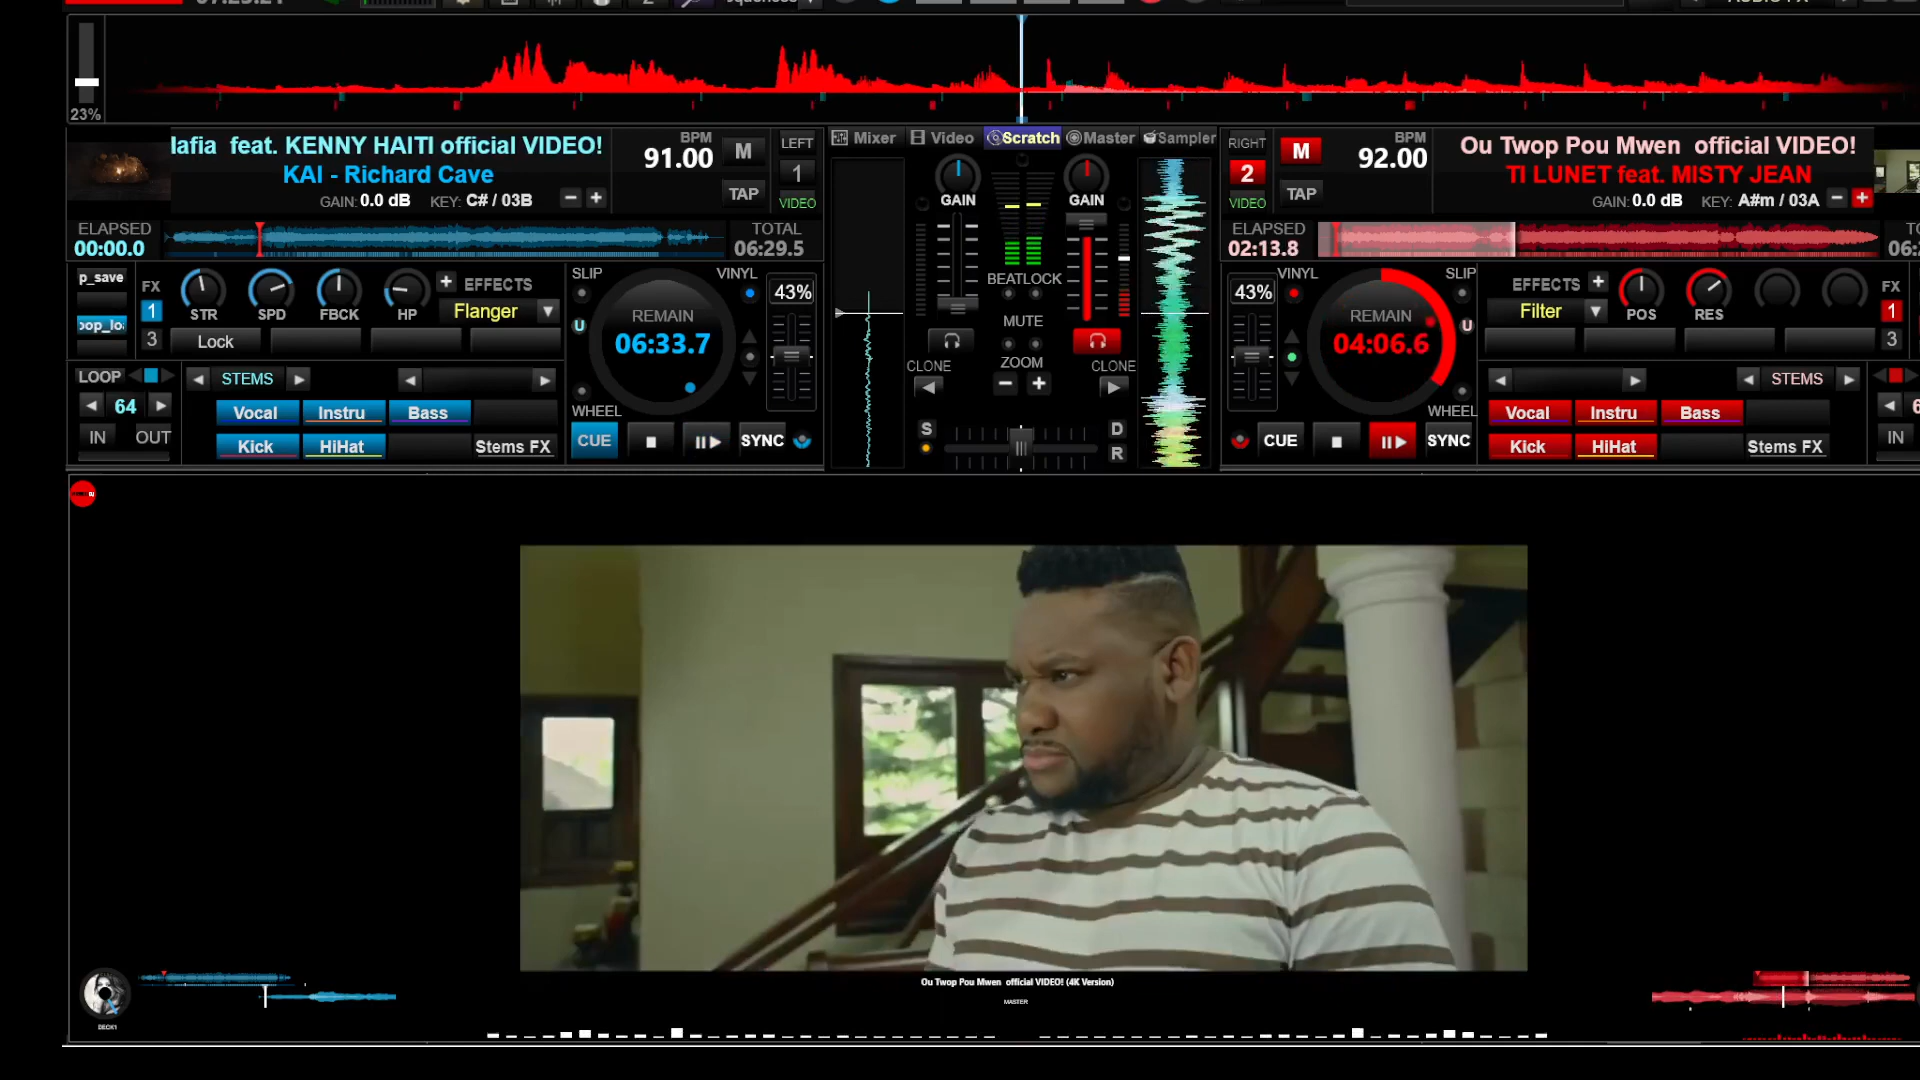 23%
lafia feat. KENNY HAITI official VIDEO!
KAI - Richard Cave
GAIN: 0.0 dB KEY: C# / 03B
BPM
91.00
M
TAP
LEFT
1
VIDEO
ELAPSED
00:00.0
TOTAL
06:29.5
Mixer Video Scratch Master Sampler
GAIN GAIN
BEATLOCK
MUTE
ZOOM
CLONE CLONE
S D
R
RIGHT
2
VIDEO
M
TAP
BPM
92.00
Ou Twop Pou Mwen official VIDEO!
TI LUNET feat. MISTY JEAN
GAIN: 0.0 dB KEY: A#m / 03A
ELAPSED
02:13.8
p_save
FX
1
3
STR SPD FBCK HP
EFFECTS
Flanger
Lock
SLIP VINYL
U
REMAIN
06:33.7
43%
WHEEL
CUE SYNC
LOOP
64
IN OUT
STEMS
Vocal Instru Bass
Kick HiHat Stems FX
43%
VINYL SLIP
REMAIN
04:06.6
U
WHEEL
CUE SYNC
EFFECTS
Filter
POS RES
FX
1
3
STEMS
Vocal Instru Bass
Kick HiHat Stems FX
IN
Ou Twop Pou Mwen official VIDEO! (4K Version)
MASTER
DECK1